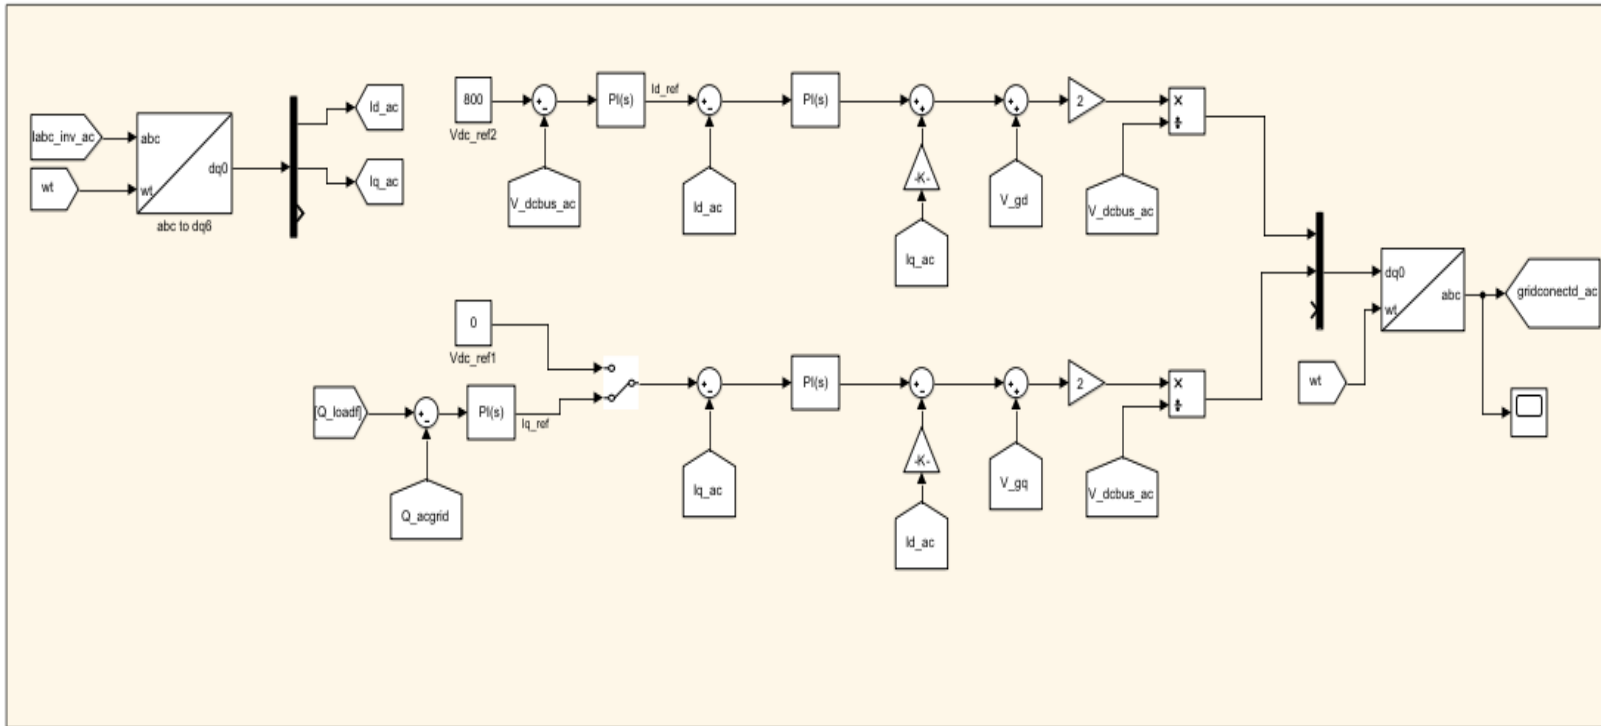 Iabc_inv_ac
wt
abc
wt
dq0
abc to dq6
Id_ac
Iq_ac
800
Vdc_ref2
+
-
V_dcbus_ac
PI(s)
Id_ref
+
-
Id_ac
PI(s)
+
+
-K-
Iq_ac
+
+
V_gd
2
×
÷
V_dcbus_ac
0
Vdc_ref1
[Q_loadf]
+
-
Q_acgrid
PI(s)
Iq_ref
+
-
Iq_ac
PI(s)
+
-
-K-
Id_ac
+
+
V_gq
2
×
÷
V_dcbus_ac
dq0
wt
abc
wt
gridconectd_ac